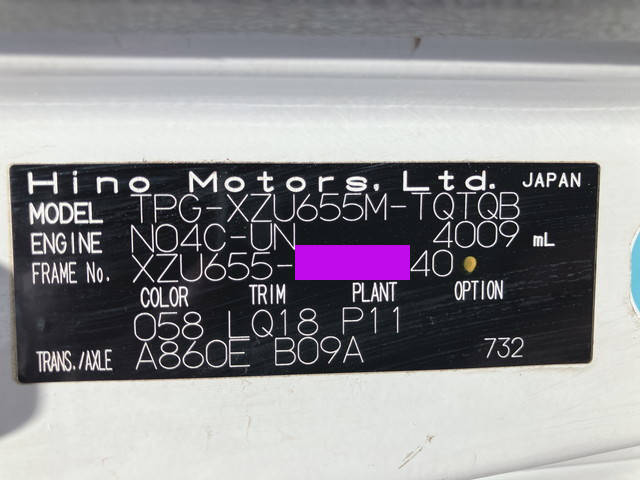 Hino Motors, Ltd. JAPAN
MODEL TPG-XZU655M-TQTQB
ENGINE N04C-UN 4009 mL
FRAME No. XZU655- 40
COLOR TRIM PLANT OPTION
058 LQ18 P11
TRANS./AXLE A860E B09A 732